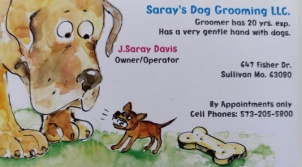 Saray's Dog Grooming LLC.
Groomer has 20 yrs. exp.
Has a very gentle hand with dogs.
J.Saray Davis
Owner/Operator
647 Fisher Dr.
Sullivan Mo. 63080
By Appointments only
Cell Phones: 573-205-5800